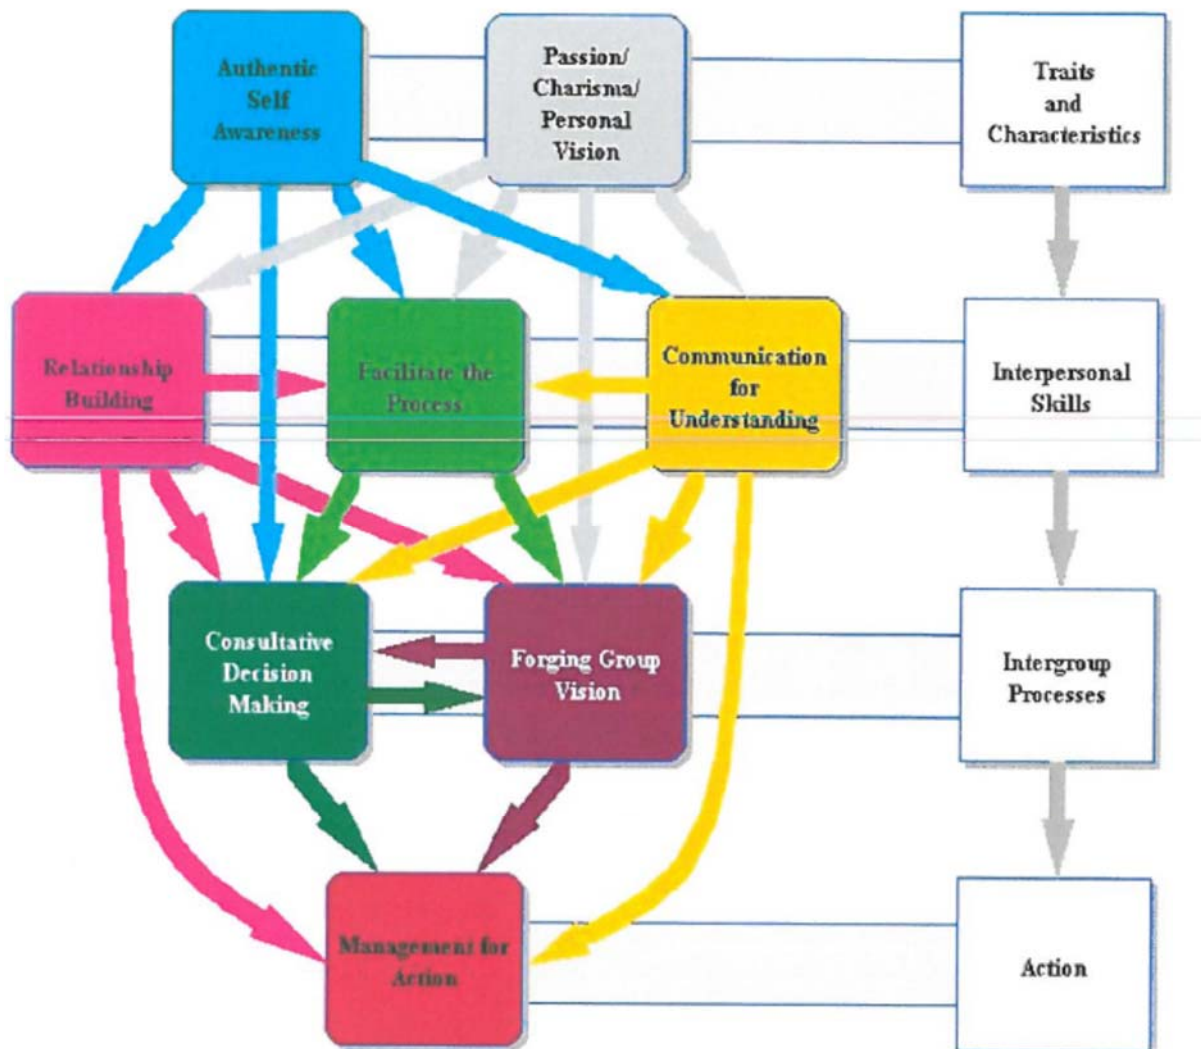 Authentic
Self
Awareness
Passion/
Charisma/
Personal
Vision
Traits
and
Characteristics
Relationship
Building
Facilitate the
Process
Communication
for
Understanding
Interpersonal
Skills
Consultative
Decision
Making
Forging Group
Vision
Intergroup
Processes
Management for
Action
Action